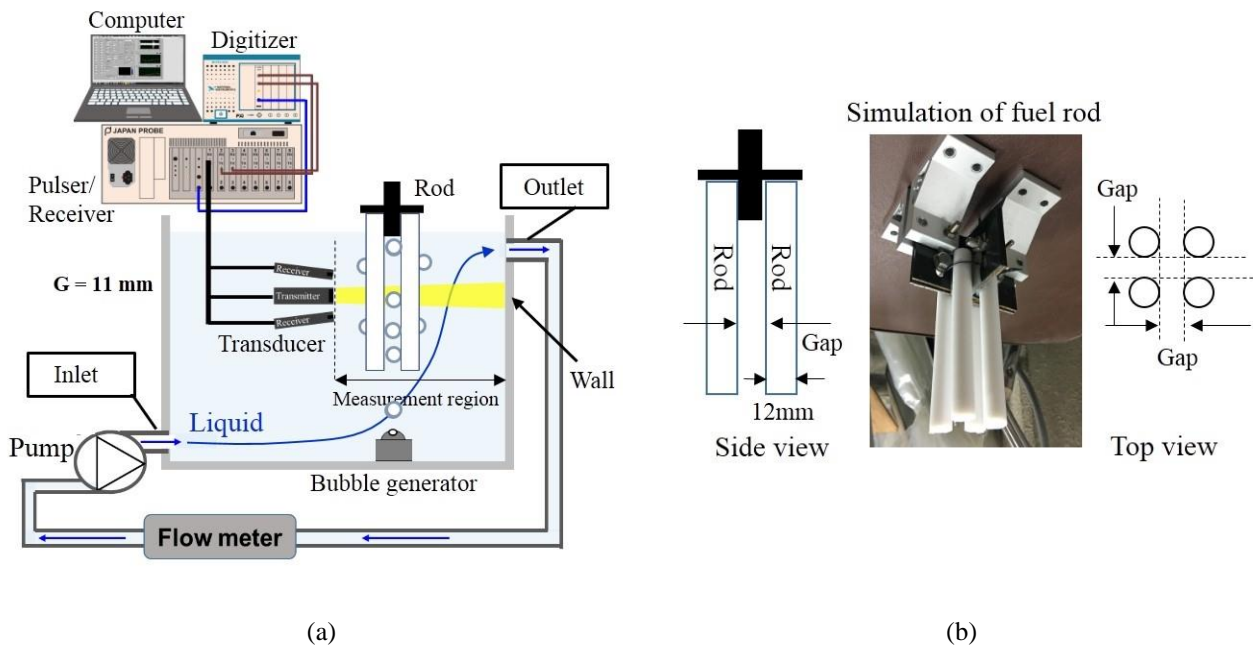 Computer
Digitizer
JAPAN PROBE
PXI
Pulser/
Receiver
Rod
Outlet
G = 11 mm
Receiver
Transmitter
Receiver
Transducer
Wall
Inlet
Measurement region
Liquid
Pump
Bubble generator
Flow meter
(a)
Simulation of fuel rod
Gap
Rod
Rod
Gap
12mm
Gap
Side view
Top view
(b)